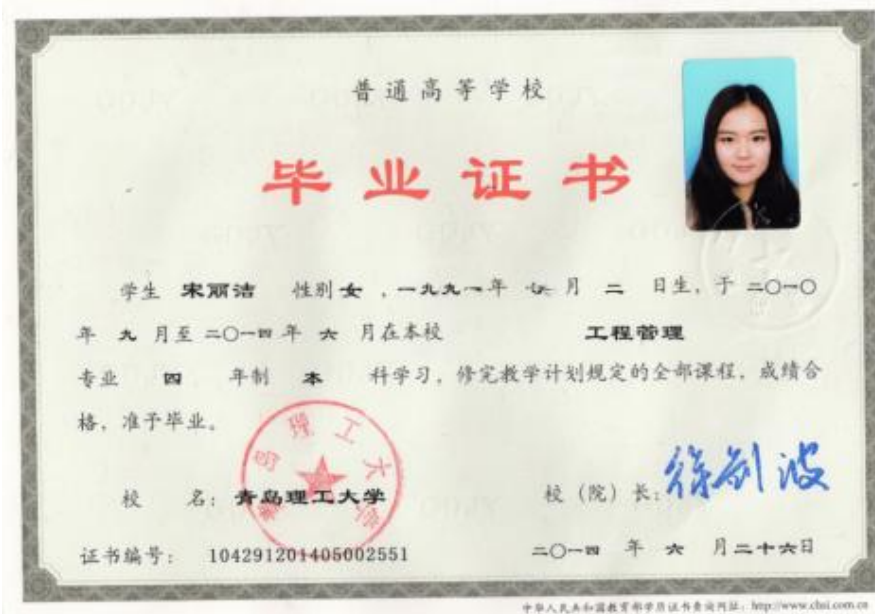 普通高等学校
毕业证书
学生 宋丽洁 性别 女 ，一九九一年 七 月 二 日生，于 二〇一〇
年 九 月至 二〇一四 年 六 月在本校 工程管理
专业 四 年制 本 科学习，修完教学计划规定的全部课程，成绩合
格，准予毕业。
校 名：青岛理工大学
校（院）长：徐剑波
证书编号： 104291201405002551
二〇一四 年 六 月二十六日
中华人民共和国教育部学历证书查询网址：http://www.chsi.com.cn